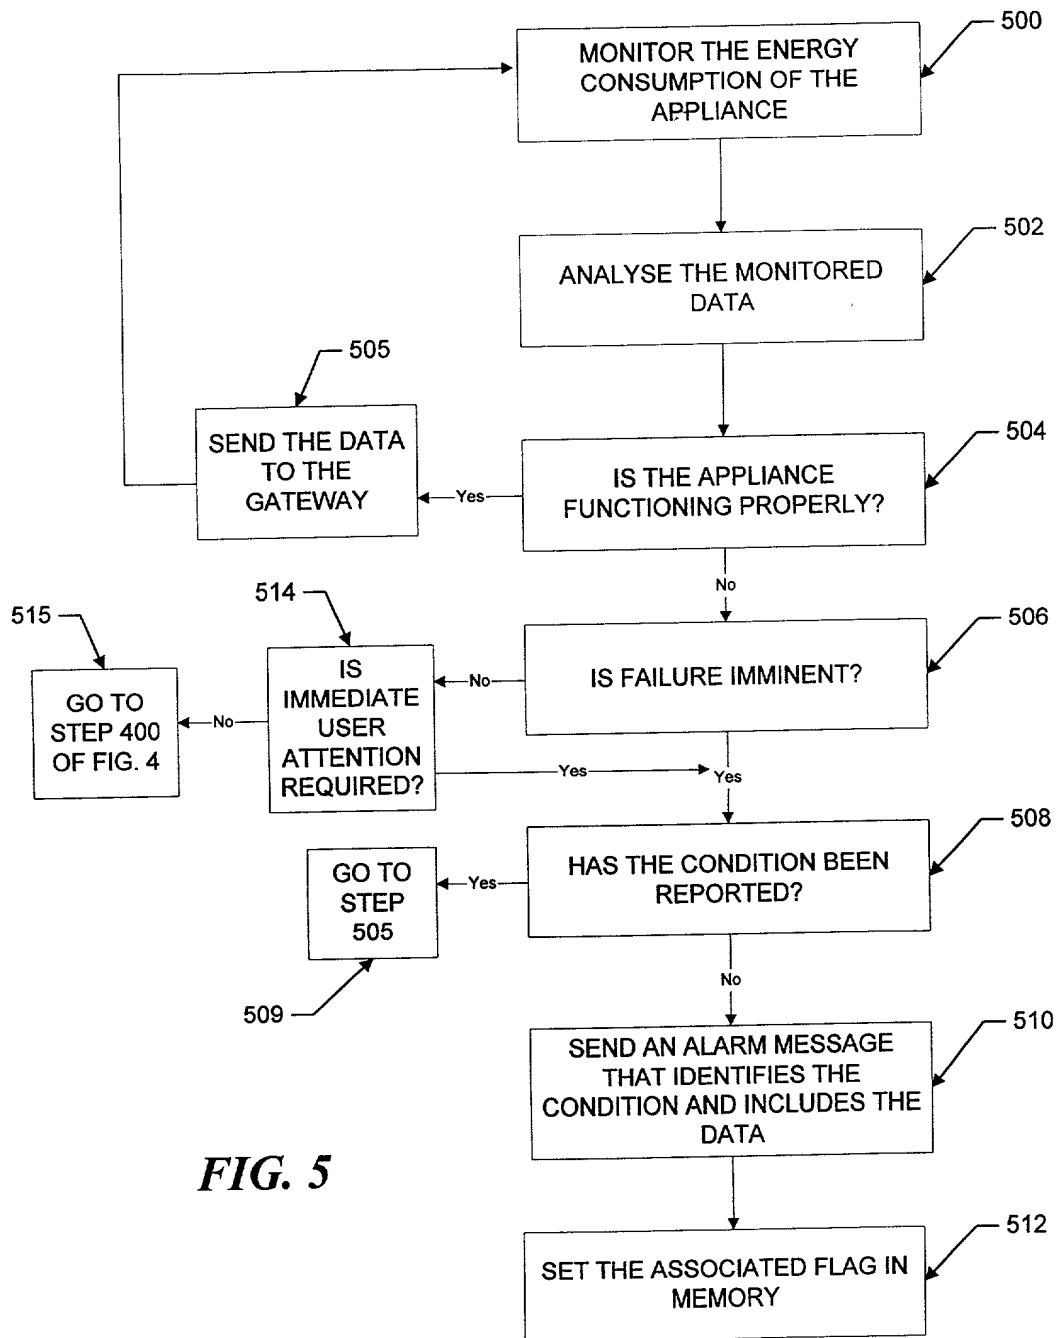 500
MONITOR THE ENERGY
CONSUMPTION OF THE
APPLIANCE
502
ANALYSE THE MONITORED
DATA
505
SEND THE DATA
TO THE
GATEWAY
Yes
504
IS THE APPLIANCE
FUNCTIONING PROPERLY?
No
514
515
506
IS FAILURE IMMINENT?
No
IS
IMMEDIATE
USER
ATTENTION
REQUIRED?
No
GO TO
STEP 400
OF FIG. 4
Yes
Yes
508
HAS THE CONDITION BEEN
REPORTED?
Yes
GO TO
STEP
505
509
No
510
SEND AN ALARM MESSAGE
THAT IDENTIFIES THE
CONDITION AND INCLUDES THE
DATA
FIG. 5
512
SET THE ASSOCIATED FLAG IN
MEMORY